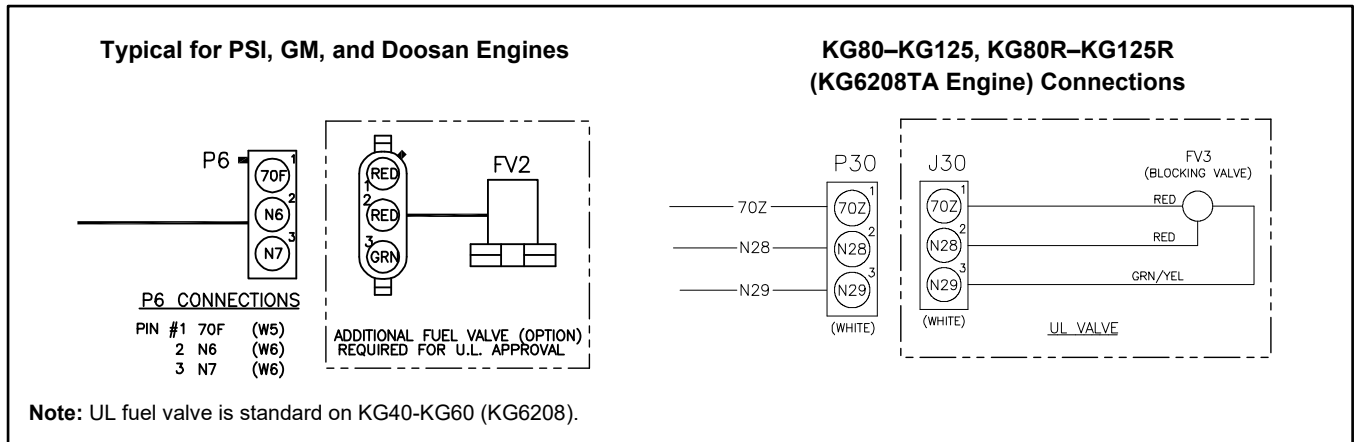 Typical for PSI, GM, and Doosan Engines
P6
1
70F
2
N6
3
N7
P6 CONNECTIONS
PIN #1 70F (W5)
2 N6 (W6)
3 N7 (W6)
RED
1
2
RED
3
GRN
FV2
ADDITIONAL FUEL VALVE (OPTION)
REQUIRED FOR U.L. APPROVAL
KG80–KG125, KG80R–KG125R
(KG6208TA Engine) Connections
70Z
N28
N29
P30
1
70Z
2
N28
3
N29
(WHITE)
J30
1
70Z
2
N28
3
N29
(WHITE)
FV3
(BLOCKING VALVE)
RED
RED
GRN/YEL
UL VALVE
Note: UL fuel valve is standard on KG40-KG60 (KG6208).